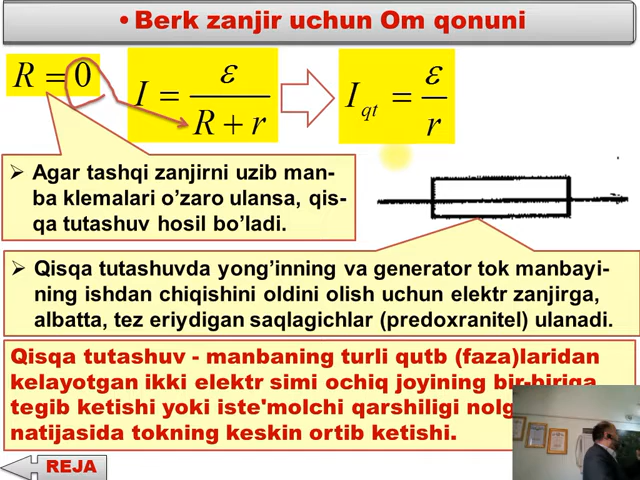 • Berk zanjir uchun Om qonuni
R = 0
I = ε / (R + r)
I qt = ε / r
➢ Agar tashqi zanjirni uzib man-
ba klemalari o’zaro ulansa, qis-
qa tutashuv hosil bo’ladi.
➢ Qisqa tutashuvda yong’inning va generator tok manbayi-
ning ishdan chiqishini oldini olish uchun elektr zanjirga,
albatta, tez eriydigan saqlagichlar (predoxranitel) ulanadi.
Qisqa tutashuv - manbaning turli qutb (faza)laridan
kelayotgan ikki elektr simi ochiq joyining bir-biriga
tegib ketishi yoki iste'molchi qarshiligi
natijasida tokning keskin ortib ketishi.
REJA